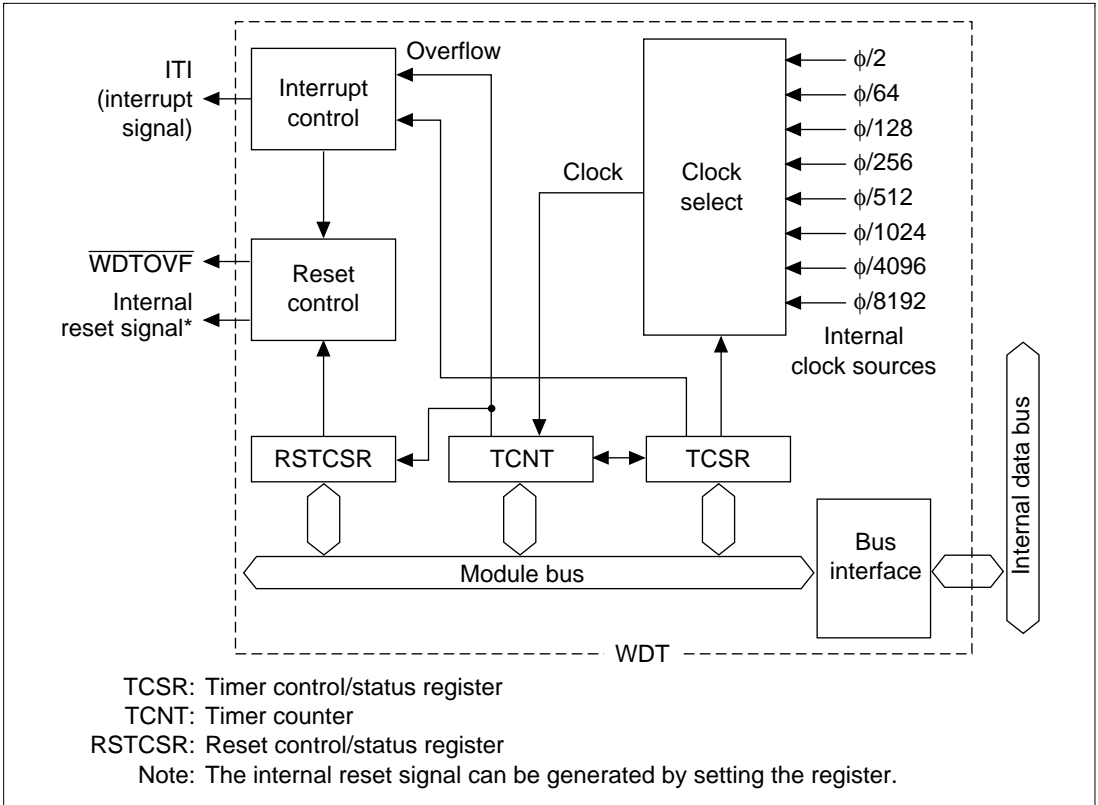 Overflow
ITI
(interrupt
signal)
Interrupt
control
Clock
Clock
select
ϕ/2
ϕ/64
ϕ/128
ϕ/256
ϕ/512
ϕ/1024
ϕ/4096
ϕ/8192
Internal
clock sources
WDTOVF
Internal
reset signal*
Reset
control
RSTCSR
TCNT
TCSR
Module bus
Bus
interface
Internal data bus
WDT
TCSR: Timer control/status register
TCNT: Timer counter
RSTCSR: Reset control/status register
Note: The internal reset signal can be generated by setting the register.